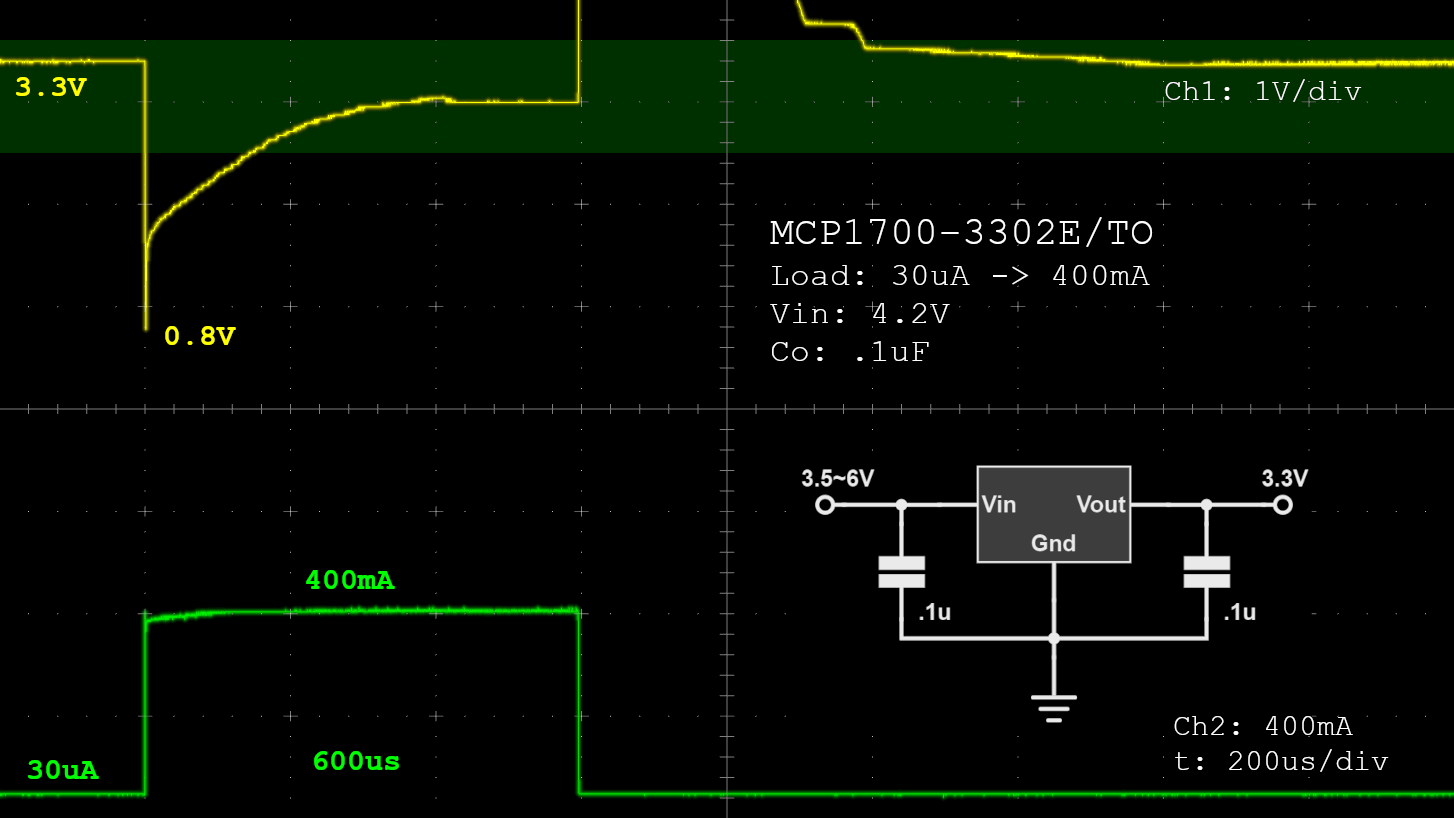 3.3V
Ch1: 1V/div
0.8V
MCP1700-3302E/TO
Load: 30uA -> 400mA
Vin: 4.2V
Co: .1uF
3.5~6V
3.3V
Vin
Vout
Gnd
.1u
.1u
400mA
30uA
600us
Ch2: 400mA
t: 200us/div